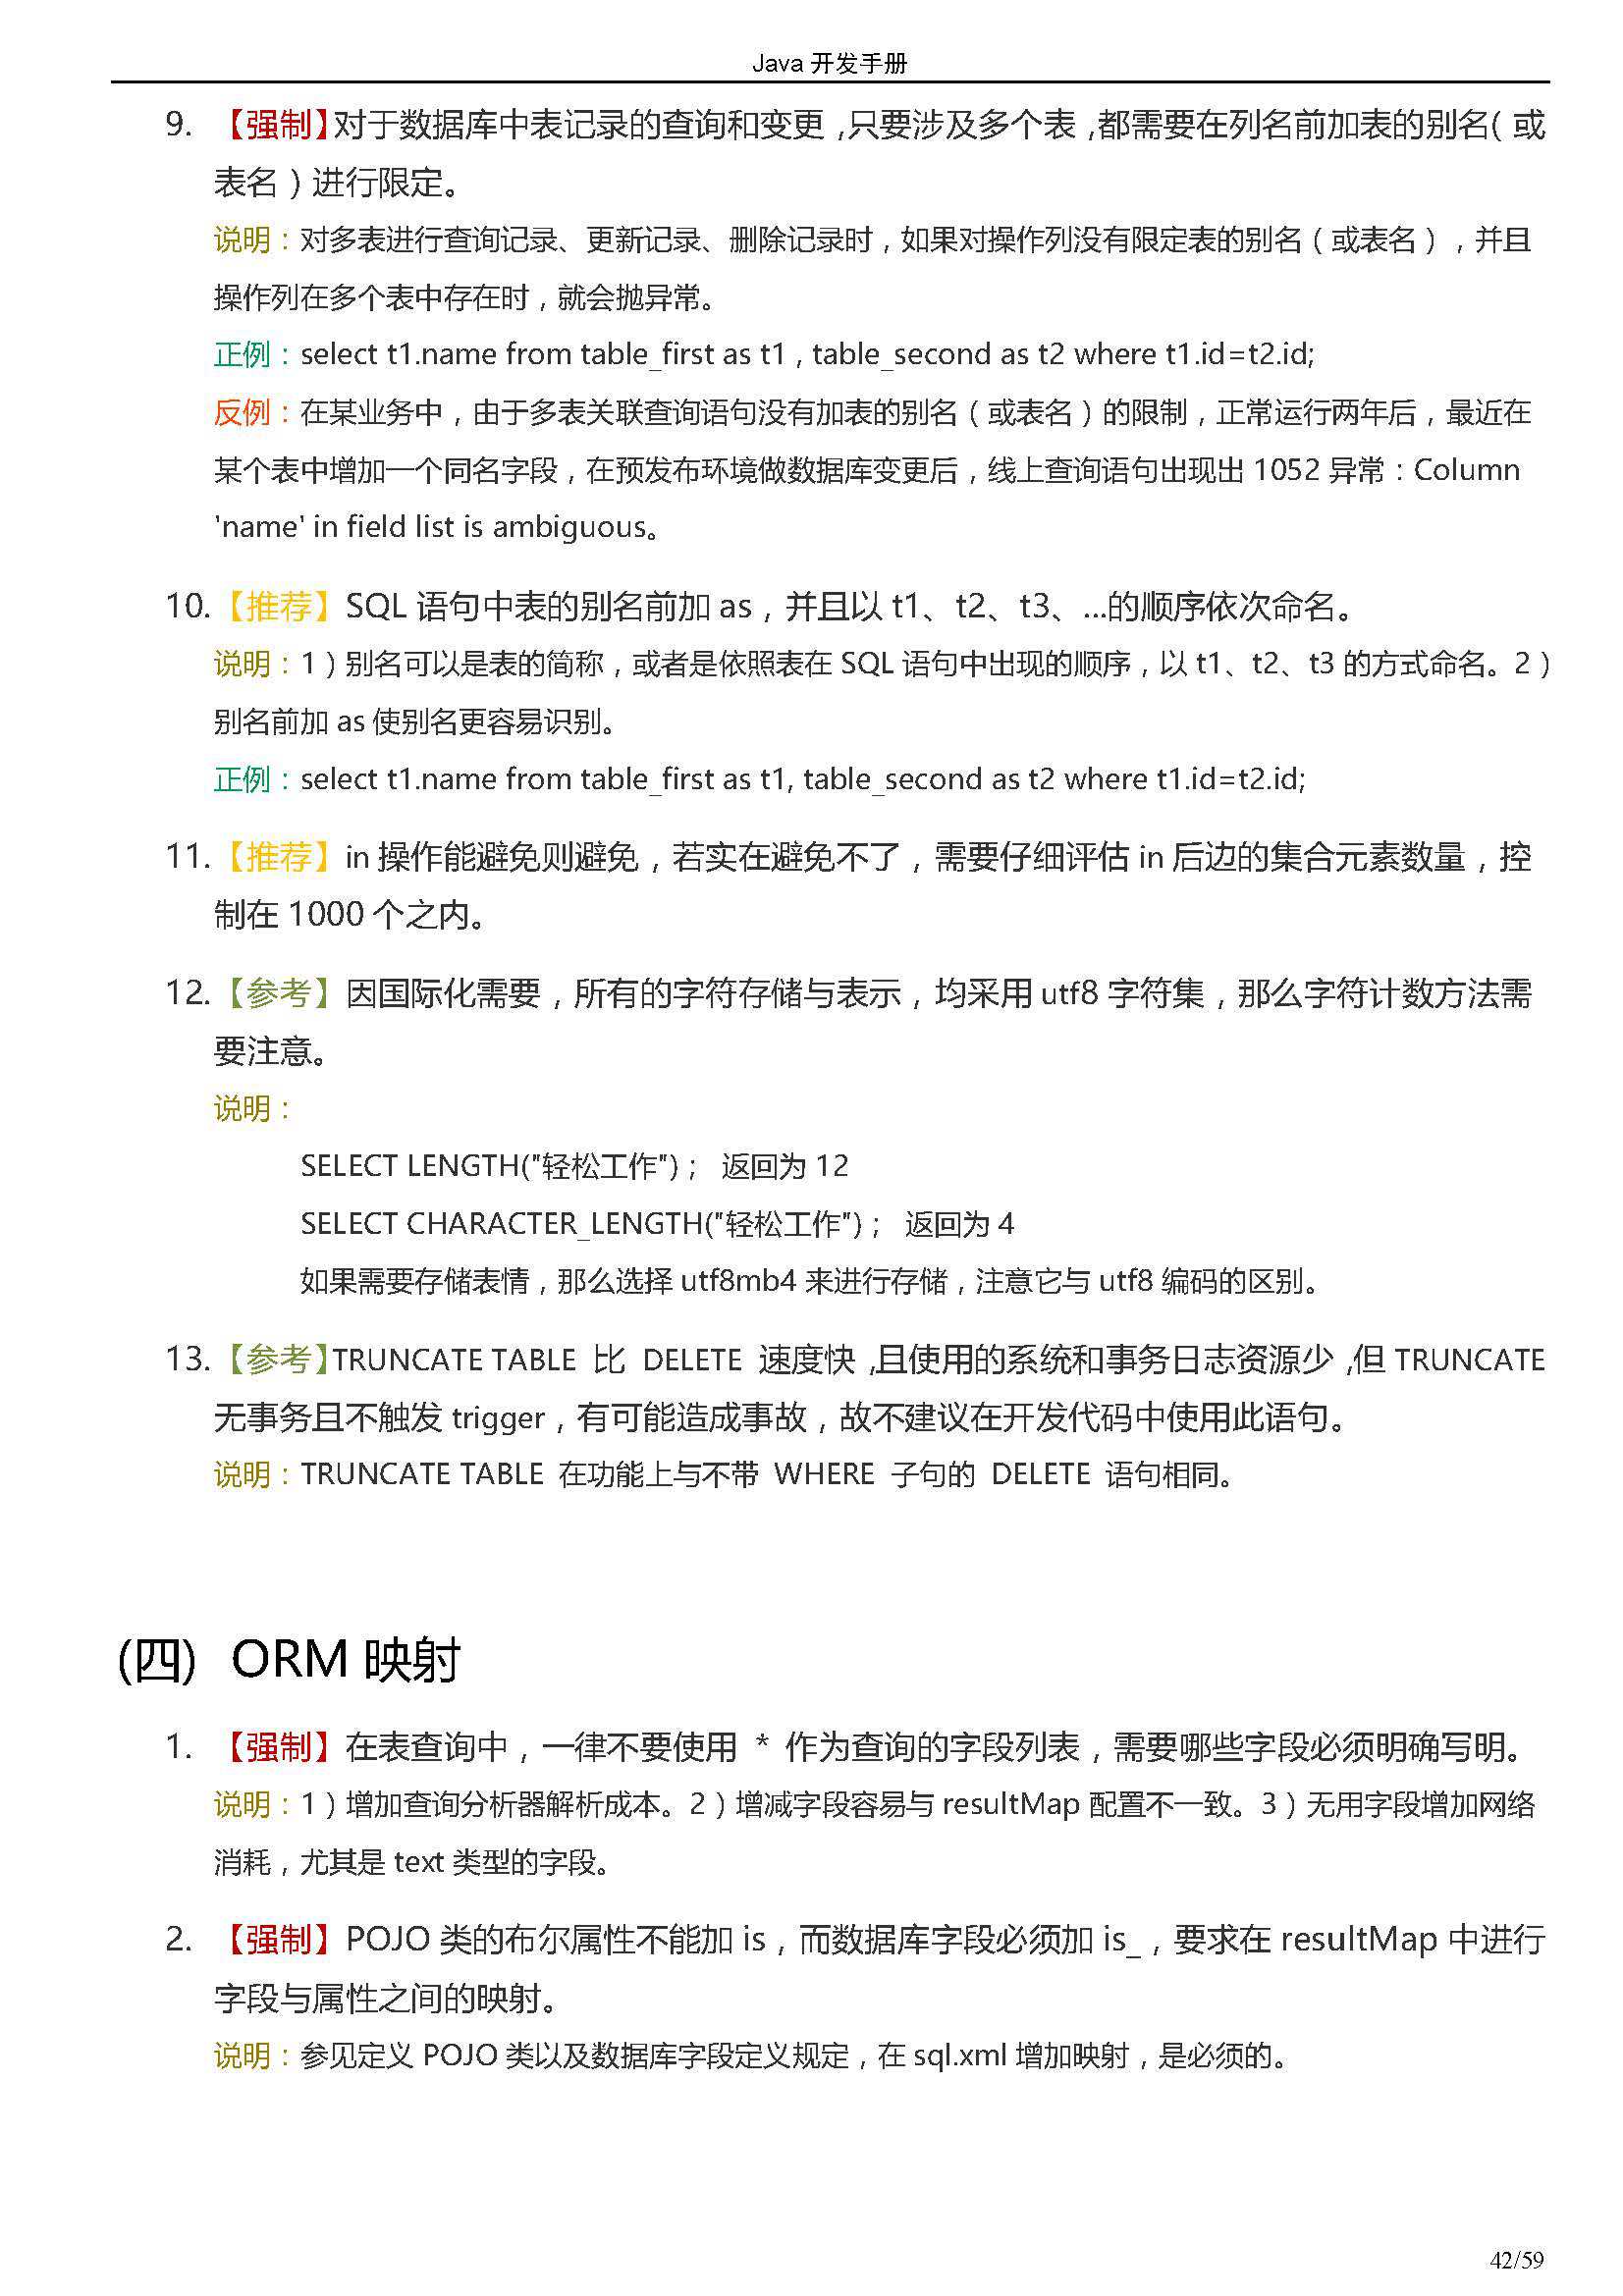 Java 开发手册
9. 【强制】对于数据库中表记录的查询和变更，只要涉及多个表，都需要在列名前加表的别名（或
表名）进行限定。
说明：对多表进行查询记录、更新记录、删除记录时，如果对操作列没有限定表的别名（或表名），并且
操作列在多个表中存在时，就会抛异常。
正例：select t1.name from table_first as t1 , table_second as t2 where t1.id=t2.id;
反例：在某业务中，由于多表关联查询语句没有加表的别名（或表名）的限制，正常运行两年后，最近在
某个表中增加一个同名字段，在预发布环境做数据库变更后，线上查询语句出现出 1052 异常：Column
'name' in field list is ambiguous。
10. 【推荐】SQL 语句中表的别名前加 as，并且以 t1、t2、t3、...的顺序依次命名。
说明：1）别名可以是表的简称，或者是依照表在 SQL 语句中出现的顺序，以 t1、t2、t3 的方式命名。2）
别名前加 as 使别名更容易识别。
正例：select t1.name from table_first as t1, table_second as t2 where t1.id=t2.id;
11. 【推荐】in 操作能避免则避免，若实在避免不了，需要仔细评估 in 后边的集合元素数量，控
制在 1000 个之内。
12. 【参考】因国际化需要，所有的字符存储与表示，均采用 utf8 字符集，那么字符计数方法需
要注意。
说明：
SELECT LENGTH("轻松工作")； 返回为 12
SELECT CHARACTER_LENGTH("轻松工作")； 返回为 4
如果需要存储表情，那么选择 utf8mb4 来进行存储，注意它与 utf8 编码的区别。
13. 【参考】TRUNCATE TABLE 比 DELETE 速度快，且使用的系统和事务日志资源少，但 TRUNCATE
无事务且不触发 trigger，有可能造成事故，故不建议在开发代码中使用此语句。
说明：TRUNCATE TABLE 在功能上与不带 WHERE 子句的 DELETE 语句相同。
(四) ORM 映射
1. 【强制】在表查询中，一律不要使用 * 作为查询的字段列表，需要哪些字段必须明确写明。
说明：1）增加查询分析器解析成本。2）增减字段容易与 resultMap 配置不一致。3）无用字段增加网络
消耗，尤其是 text 类型的字段。
2. 【强制】POJO 类的布尔属性不能加 is，而数据库字段必须加 is_，要求在 resultMap 中进行
字段与属性之间的映射。
说明：参见定义 POJO 类以及数据库字段定义规定，在 sql.xml 增加映射，是必须的。
42/59